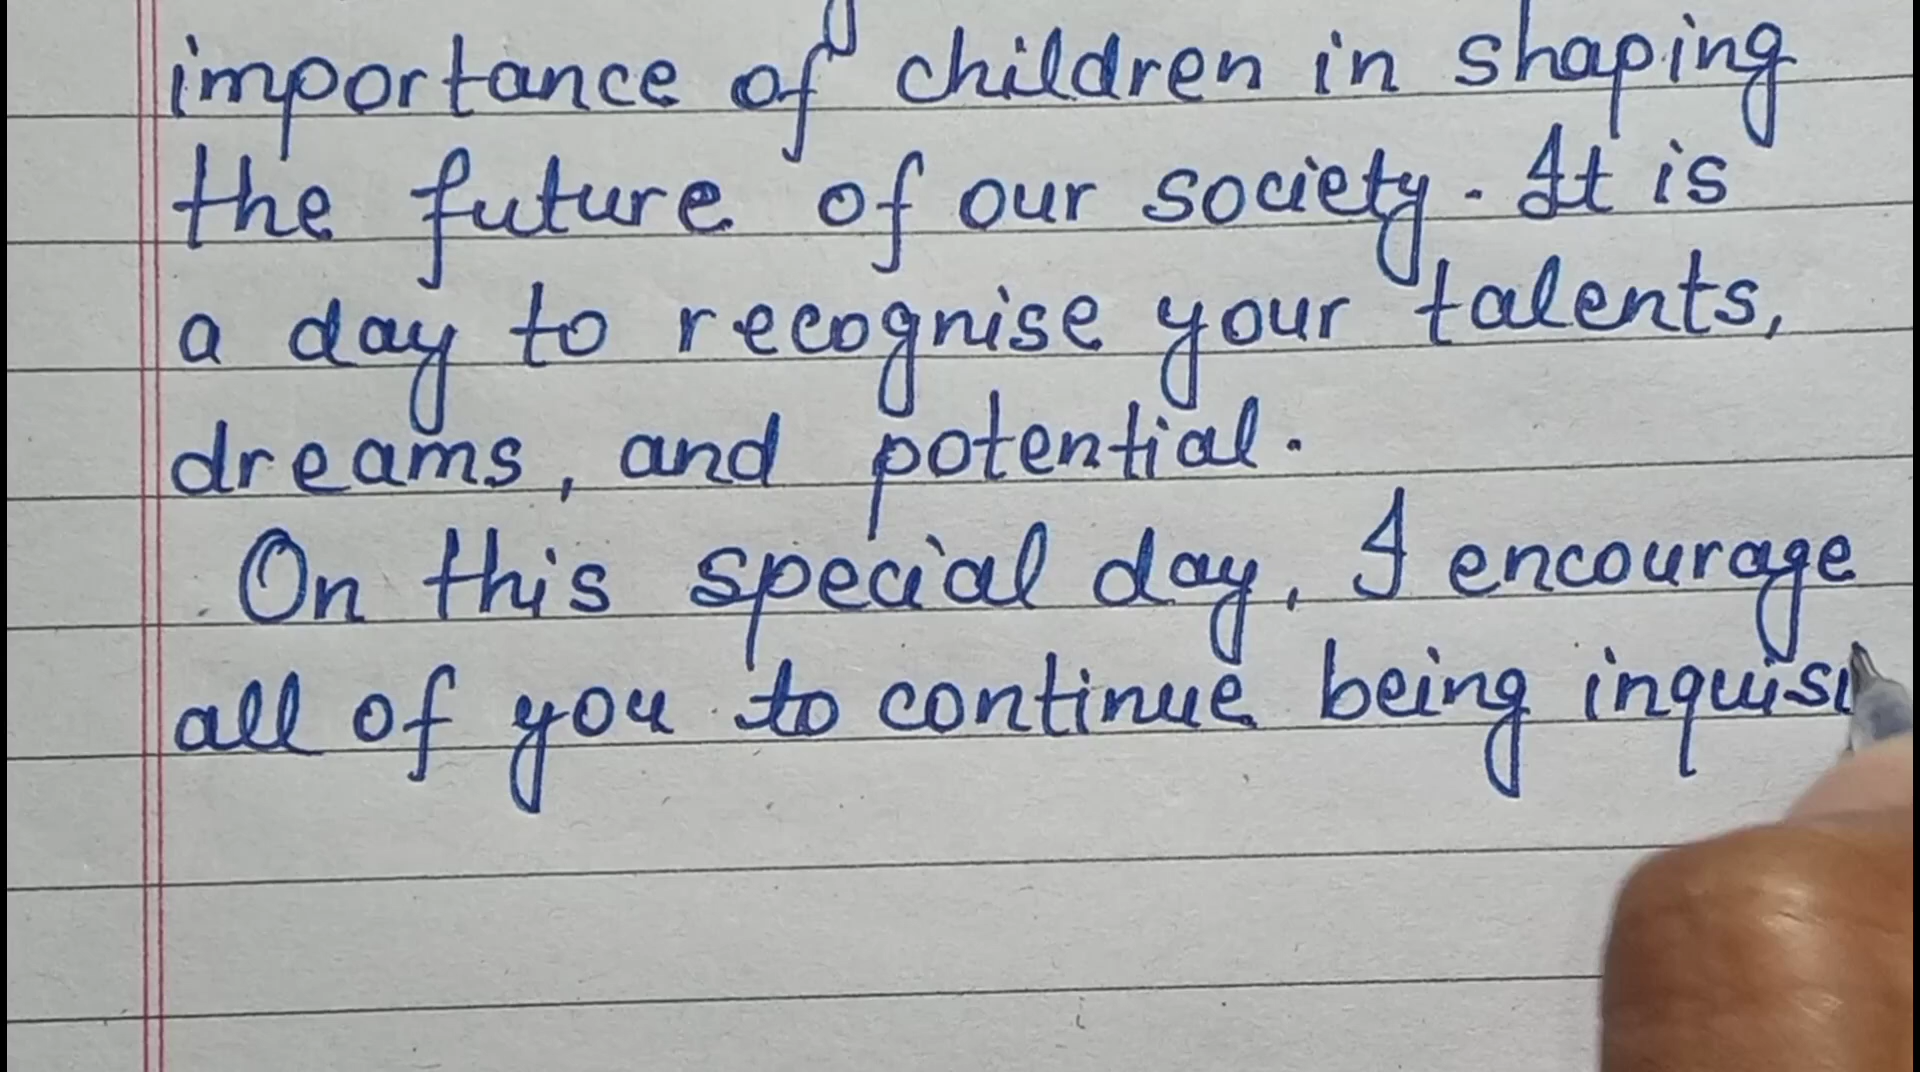 importance of children in shaping
the future of our society. It is
a day to recognise your talents,
dreams, and potential.
On this special day, I encourage
all of you to continue being inquisi